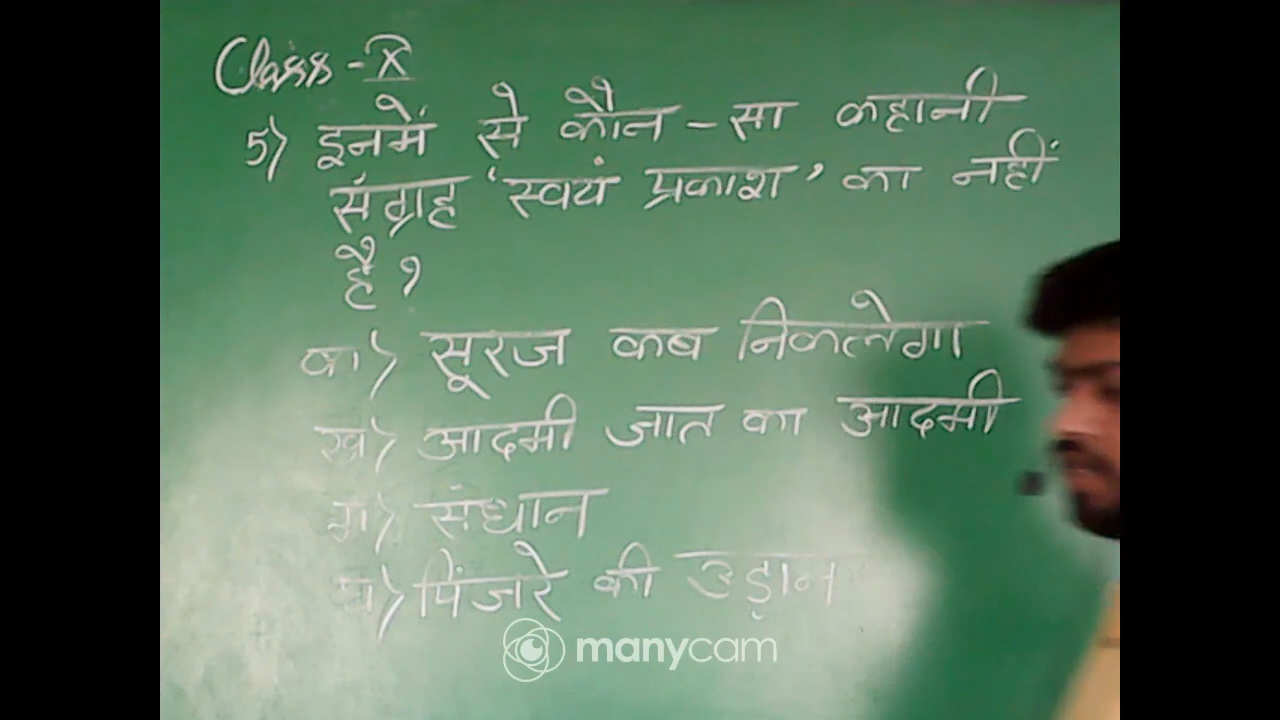 Class - X
5) इनमें से कौन - सा कहानी
संग्रह 'स्वयं प्रकाश' का नहीं
है ?
क) सूरज कब निकलेगा
ख) आदमी जात का आदमी
ग) संधान
घ) पिंजरे की उड़ान
manycam